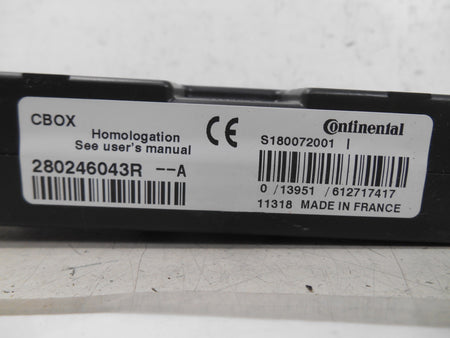 CBOX
Homologation
See user's manual
280246043R --A
CE
Continental
S180072001 I
0 /13951 /612717417
11318 MADE IN FRANCE